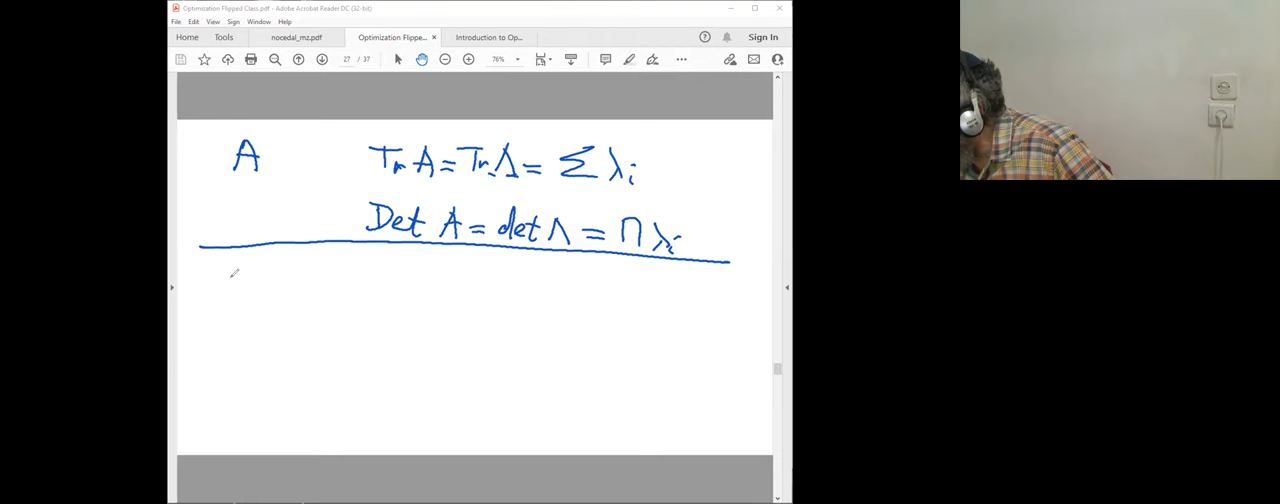 Optimization Flipped Class.pdf - Adobe Acrobat Reader DC (32-bit)
File Edit View Sign Window Help
Home Tools nocedal_mz.pdf Optimization Flippe... × Introduction to Op... Sign In
27 / 37 76%
A Tr A = Tr Λ = Σ λi
Det A = det Λ = Π λi